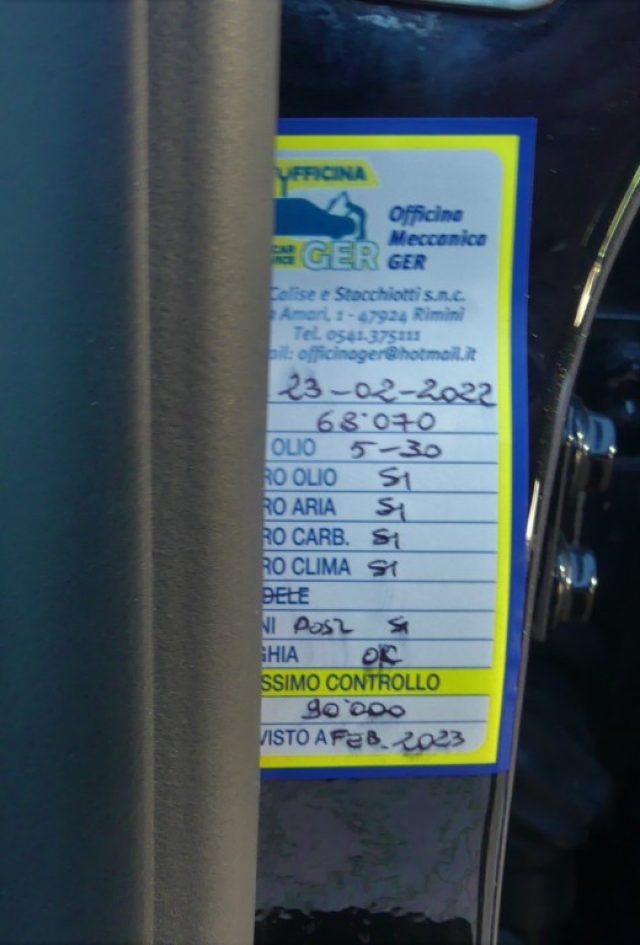 OFFICINA
CAR
GER
Officina
Meccanica
GER
Calise e Stacchiotti s.n.c.
Amari, 1 - 47924 Rimini
Tel. 0541.375111
ail: officinager@hotmail.it
23-02-2022
68'070
OLIO 5-30
RO OLIO SI
RO ARIA SI
RO CARB. SI
RO CLIMA SI
DELE
NI POST SI
GHIA OK
SSIMO CONTROLLO
90'000
VISTO A FEB. 2023